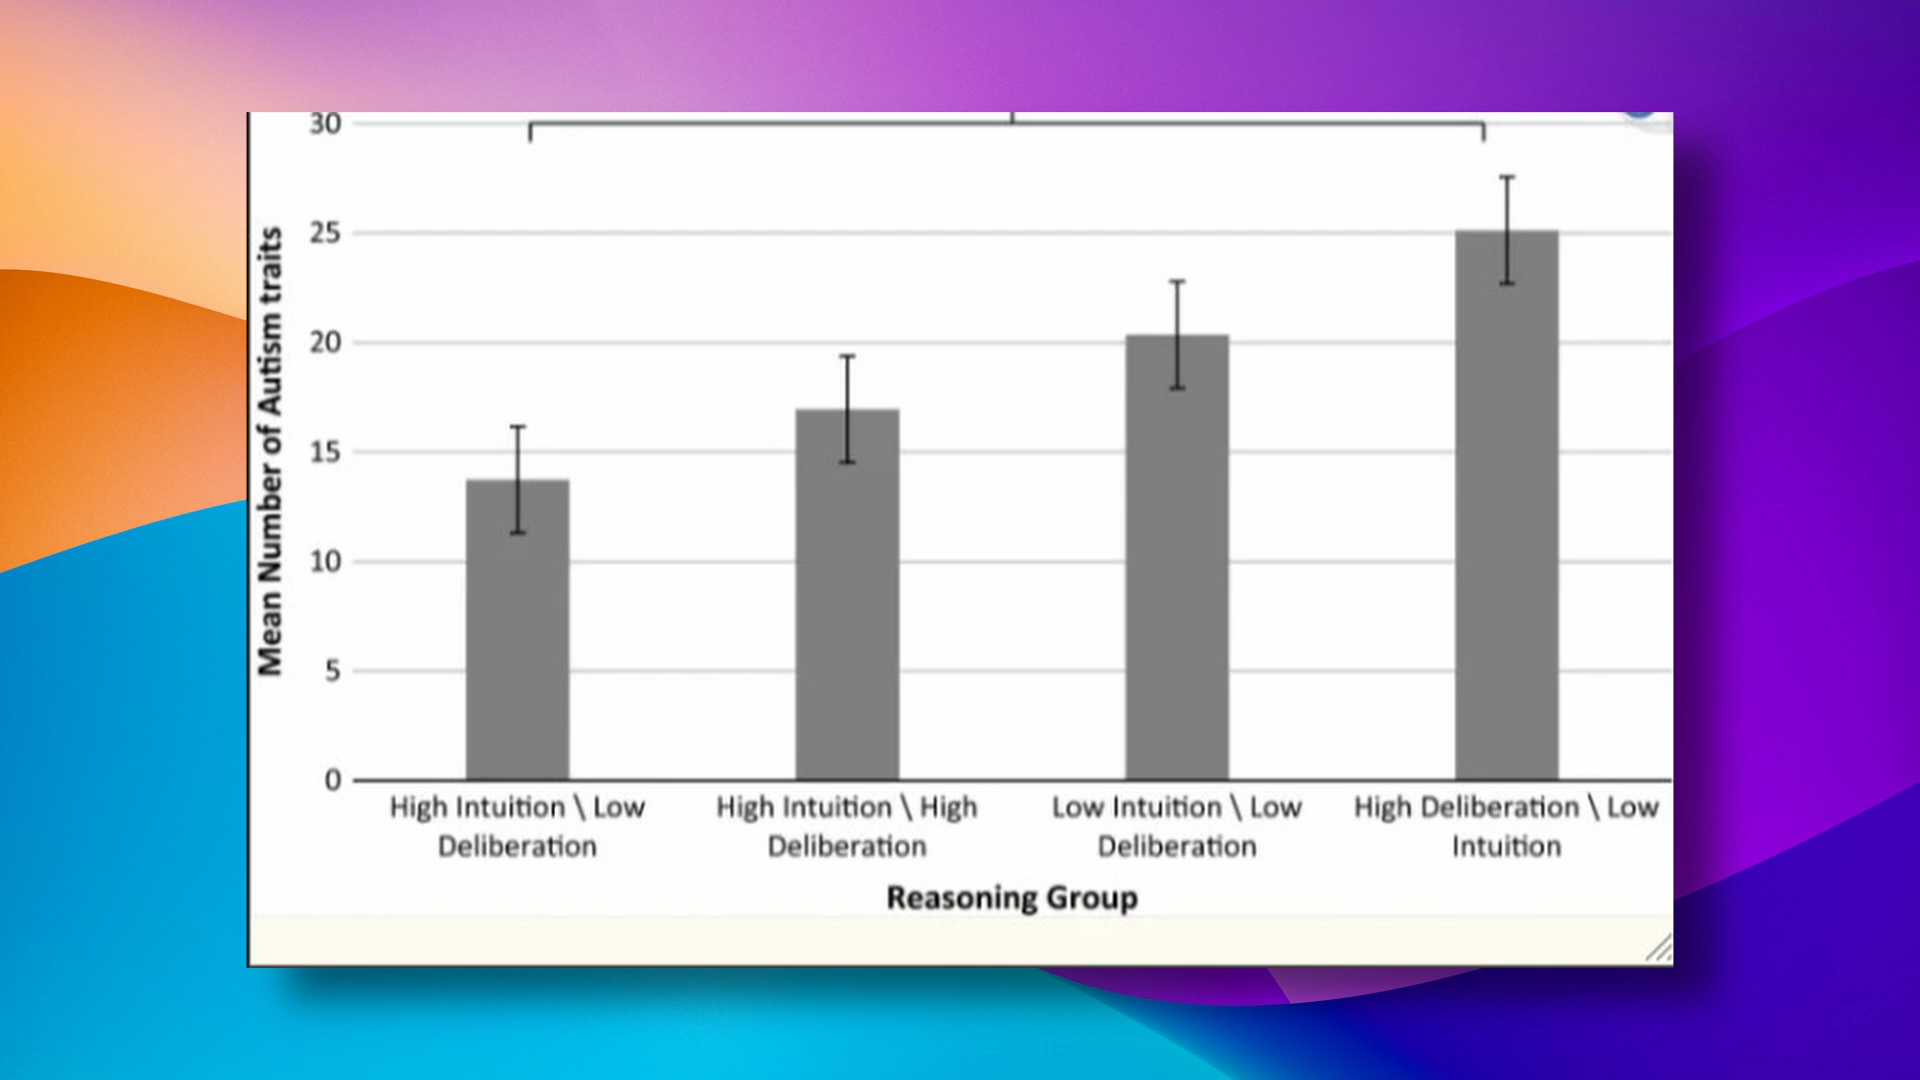 30
25
20
15
10
5
0
Mean Number of Autism traits
High Intuition \ Low
Deliberation
High Intuition \ High
Deliberation
Low Intuition \ Low
Deliberation
High Deliberation \ Low
Intuition
Reasoning Group